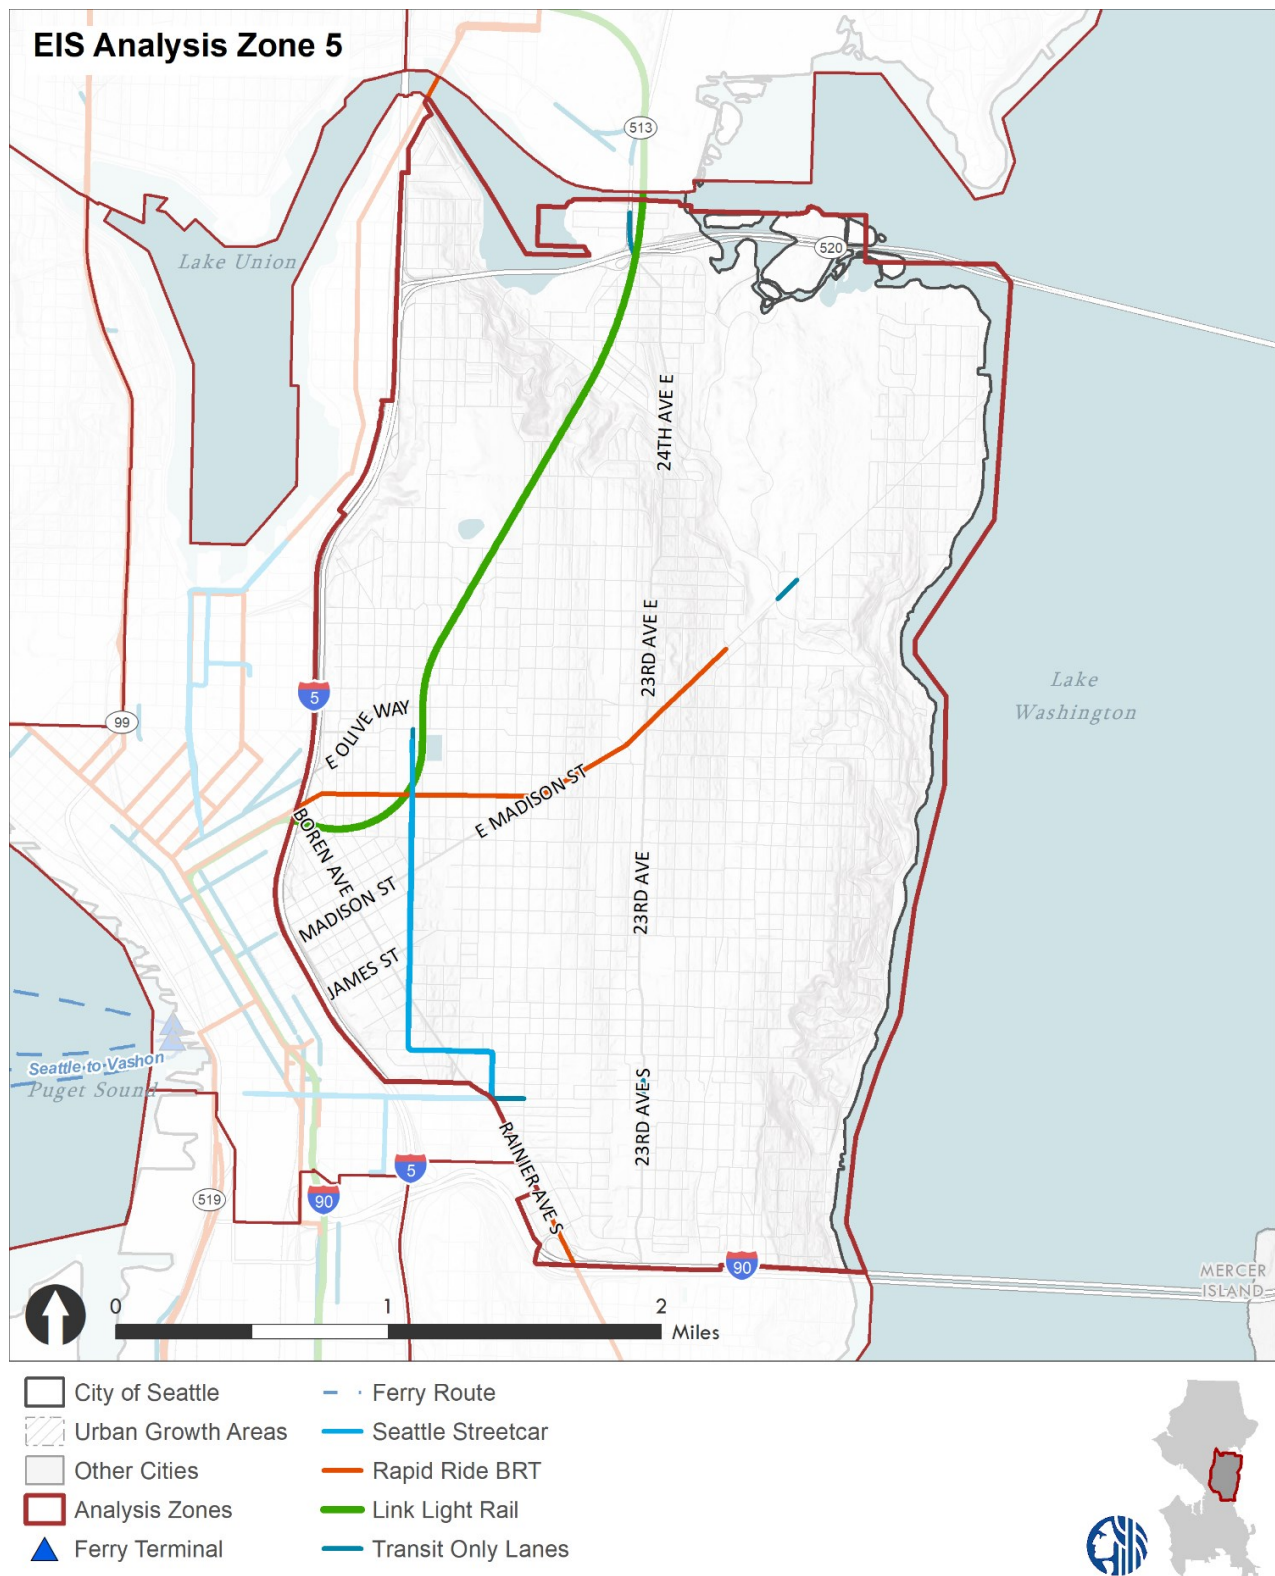 EIS Analysis Zone 5
513
520
Lake Union
24TH AVE E
23RD AVE E
5
Lake
Washington
99
E OLIVE WAY
E MADISON ST
BOREN AVE
23RD AVE
MADISON ST
JAMES ST
Seattle to Vashon
Puget Sound
23RD AVE S
RAINIER AVE S
5
519
90
90
MERCER
ISLAND
0 1 2
Miles
City of Seattle
Urban Growth Areas
Other Cities
Analysis Zones
Ferry Terminal
Ferry Route
Seattle Streetcar
Rapid Ride BRT
Link Light Rail
Transit Only Lanes